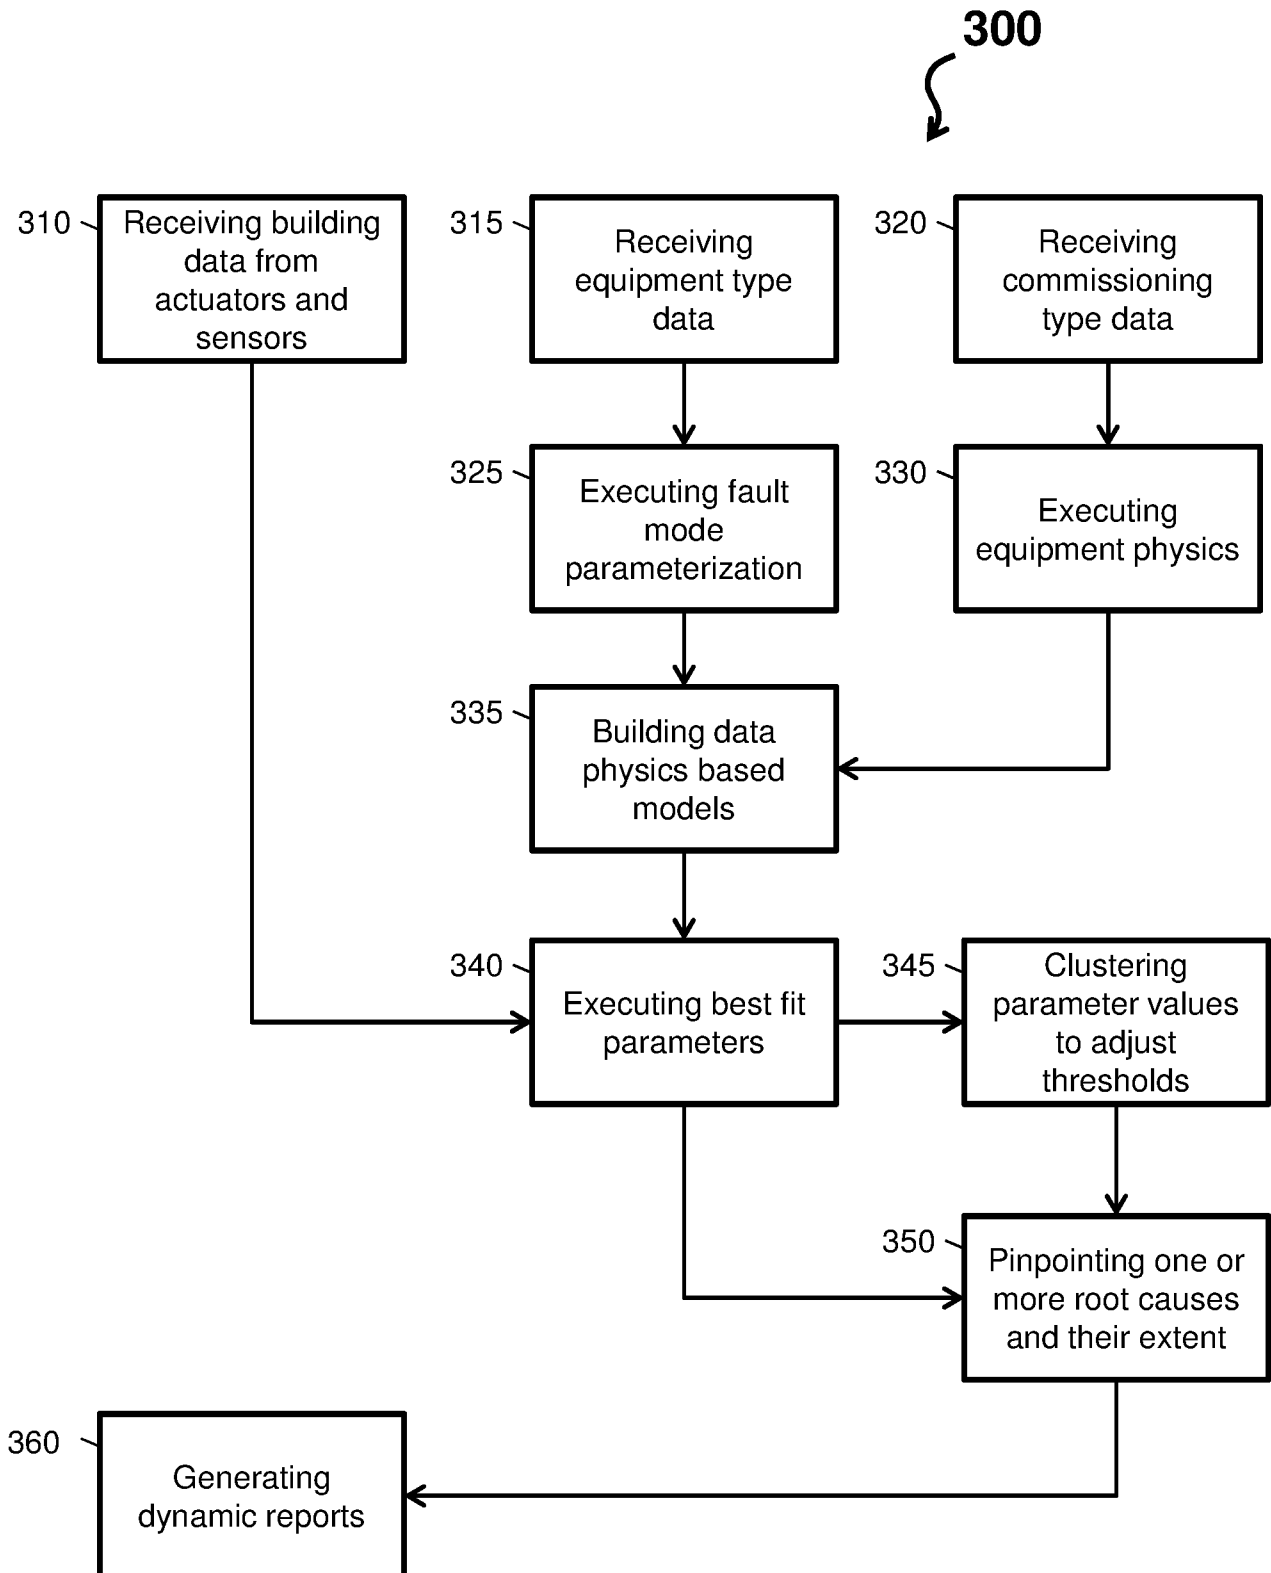 300
310
Receiving building
data from
actuators and
sensors
315
Receiving
equipment type
data
320
Receiving
commissioning
type data
325
Executing fault
mode
parameterization
330
Executing
equipment physics
335
Building data
physics based
models
340
Executing best fit
parameters
345
Clustering
parameter values
to adjust
thresholds
350
Pinpointing one or
more root causes
and their extent
360
Generating
dynamic reports